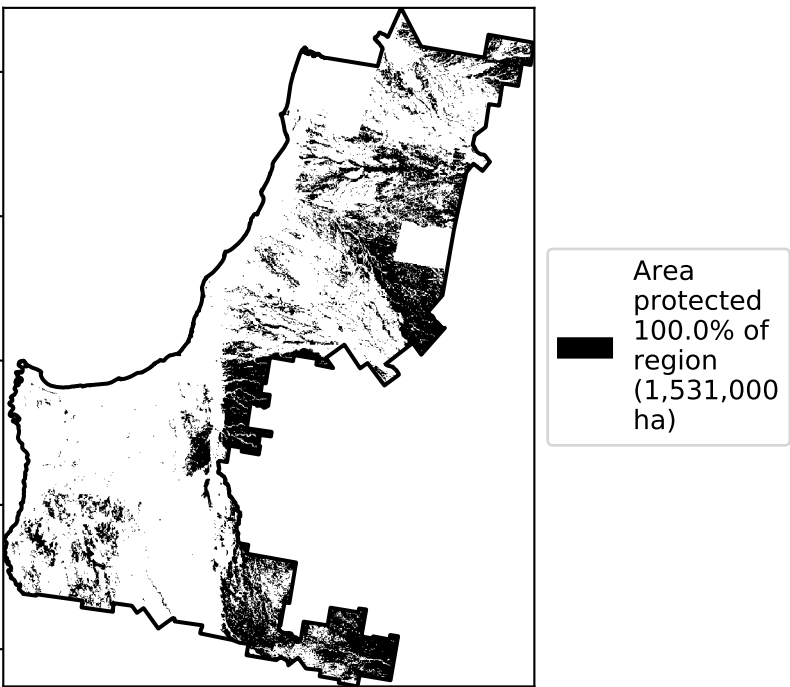 Area
protected
100.0% of
region
(1,531,000
ha)